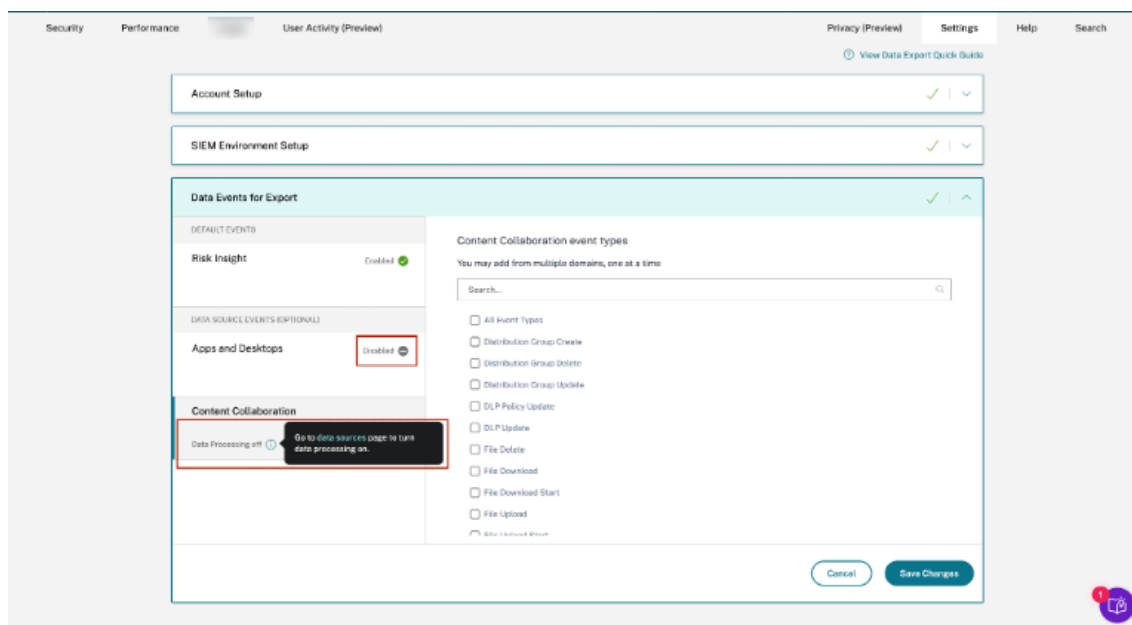 Security Performance User Activity (Preview) Privacy (Preview) Settings Help Search
View Data Export Quick Guide
Account Setup
SIEM Environment Setup
Data Events for Export
DEFAULT EVENTS
Risk Insight Enabled
DATA SOURCE EVENTS (OPTIONAL)
Apps and Desktops Disabled
Content Collaboration
Data Processing off
Go to data sources page to turn
data processing on.
Content Collaboration event types
You may add from multiple domains, one at a time
Search...
All Event Types
Distribution Group Create
Distribution Group Delete
Distribution Group Update
DLP Policy Update
DLP Update
File Delete
File Download
File Download Start
File Upload
File Upload Start
Cancel Save Changes
1